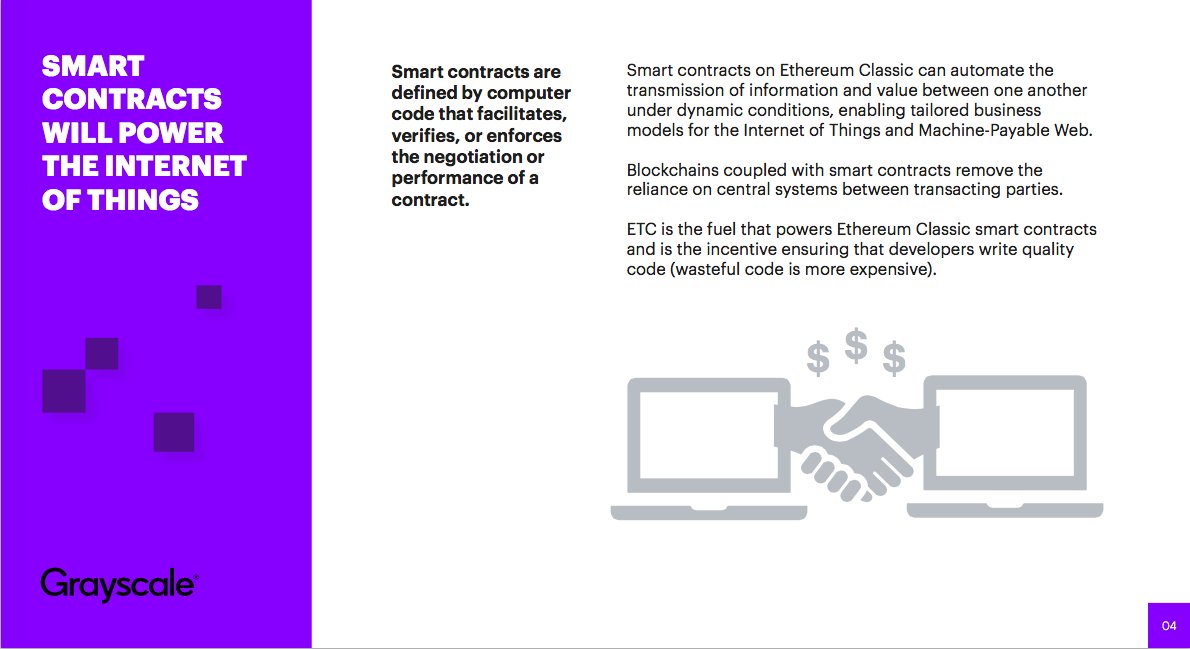 SMART
CONTRACTS
WILL POWER
THE INTERNET
OF THINGS
Smart contracts are
defined by computer
code that facilitates,
verifies, or enforces
the negotiation or
performance of a
contract.
Smart contracts on Ethereum Classic can automate the
transmission of information and value between one another
under dynamic conditions, enabling tailored business
models for the Internet of Things and Machine-Payable Web.
Blockchains coupled with smart contracts remove the
reliance on central systems between transacting parties.
ETC is the fuel that powers Ethereum Classic smart contracts
and is the incentive ensuring that developers write quality
code (wasteful code is more expensive).
$ $ $
Grayscale®
04